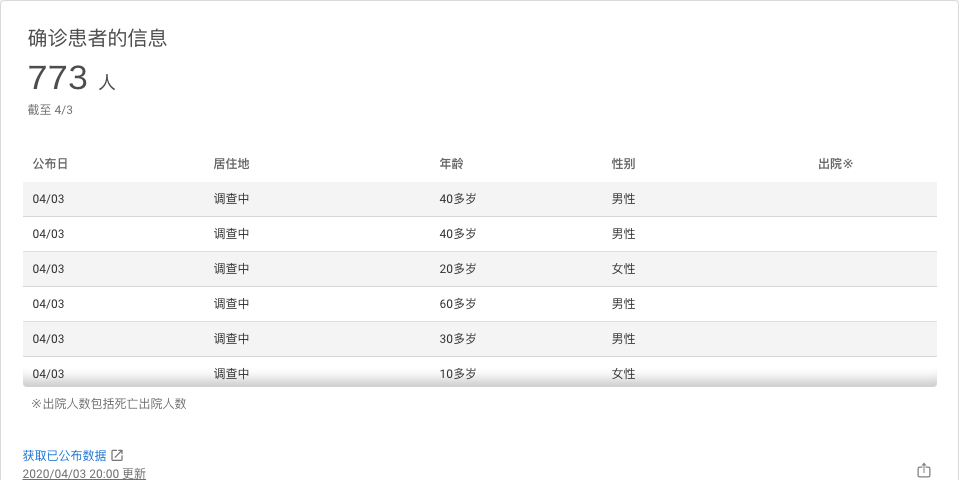 确诊患者的信息
773 人
截至 4/3
公布日 居住地 年龄 性别 出院※
04/03 调查中 40多岁 男性
04/03 调查中 40多岁 男性
04/03 调查中 20多岁 女性
04/03 调查中 60多岁 男性
04/03 调查中 30多岁 男性
04/03 调查中 10多岁 女性
※出院人数包括死亡出院人数
获取已公布数据
2020/04/03 20:00 更新